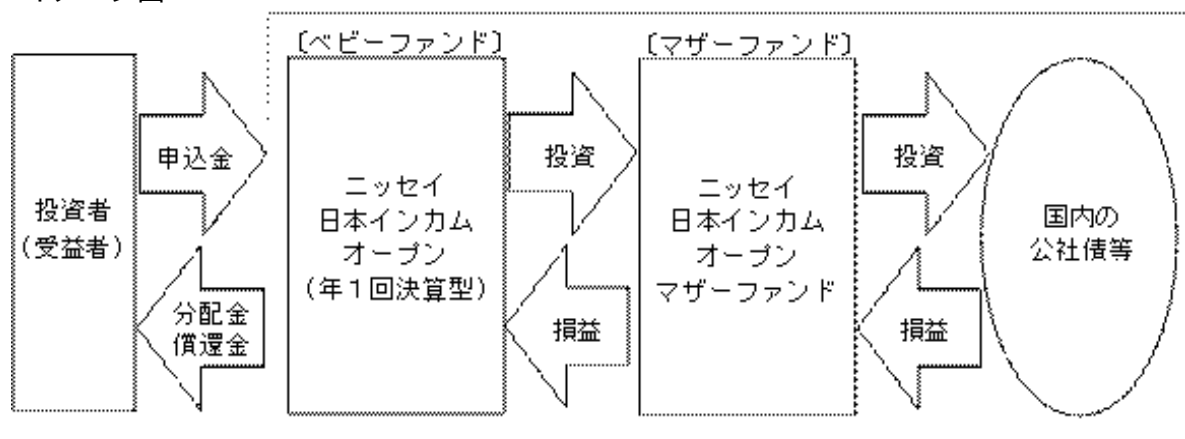 〔ベビーファンド〕
〔マザーファンド〕
投資者
（受益者）
申込金
分配金
償還金
ニッセイ
日本インカム
オープン
（年１回決算型）
投資
損益
ニッセイ
日本インカム
オープン
マザーファンド
投資
損益
国内の
公社債等